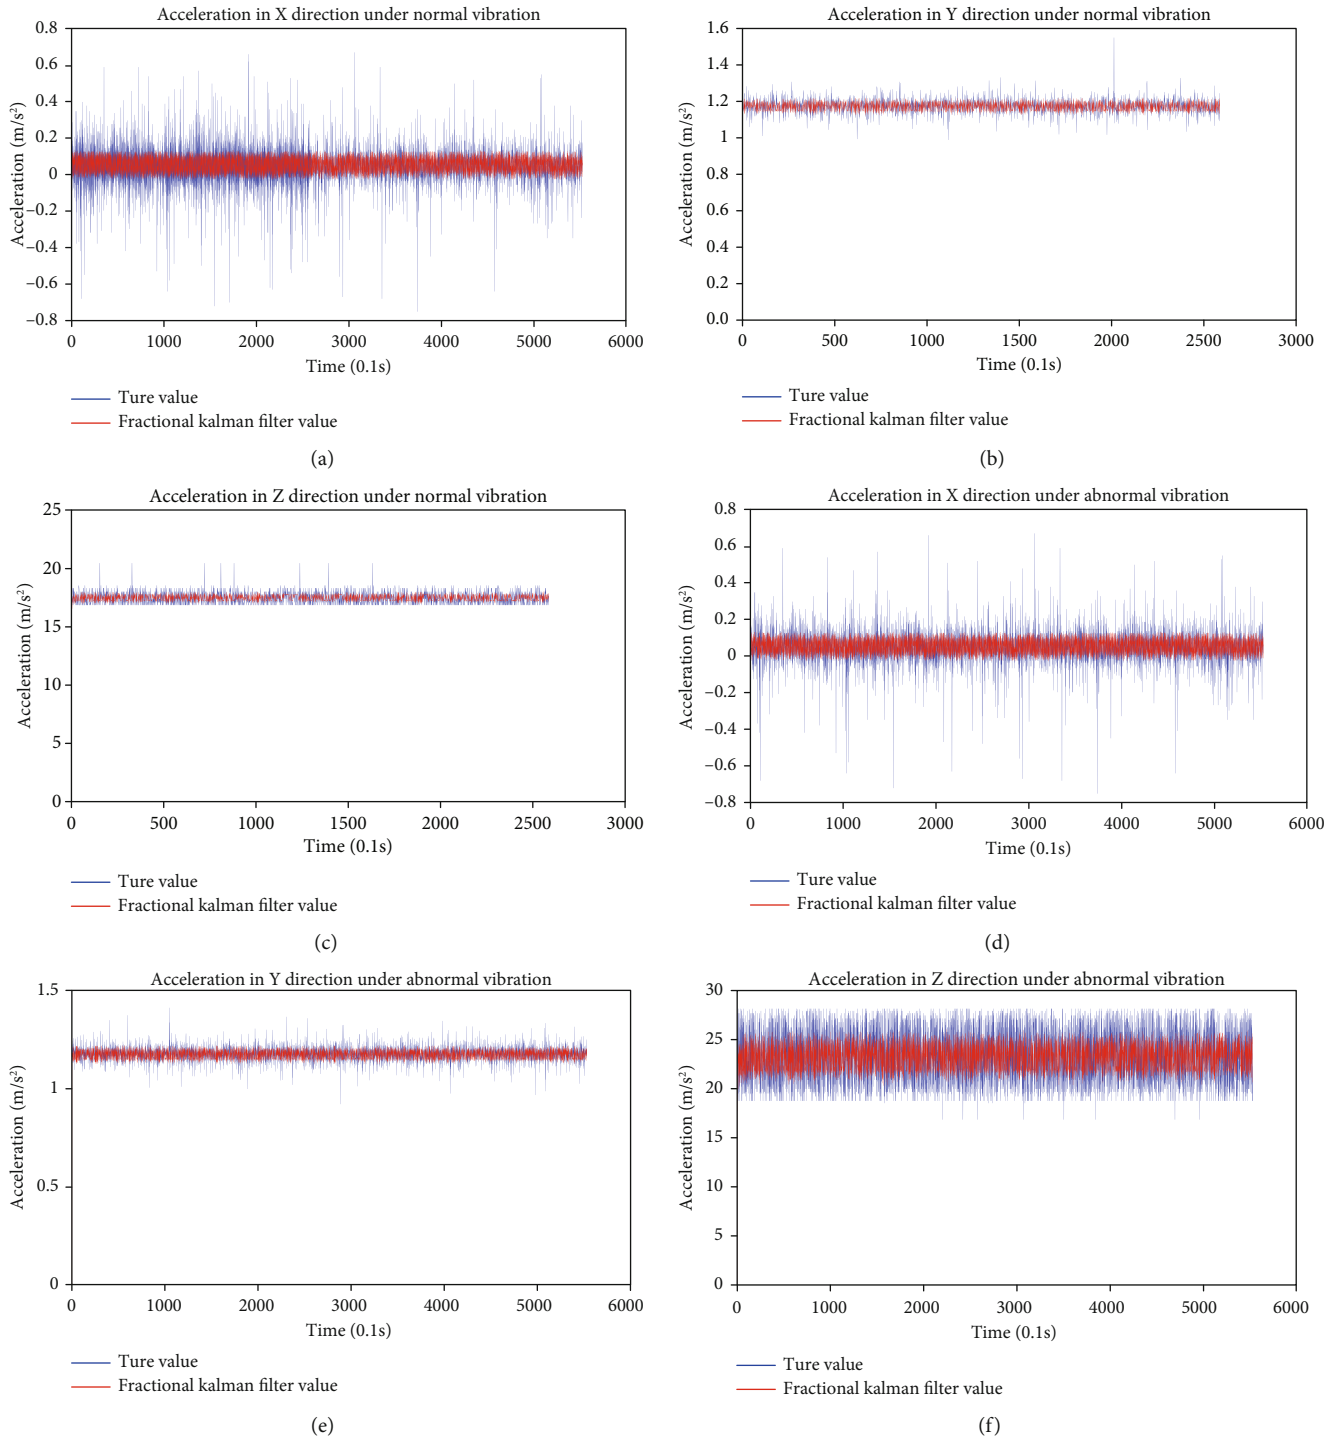 Acceleration in X direction under normal vibration
0.8
0.6
0.4
0.2
0
–0.2
–0.4
–0.6
–0.8
Acceleration (m/s²)
0 1000 2000 3000 4000 5000 6000
Time (0.1s)
Ture value
Fractional kalman filter value
(a)
Acceleration in Y direction under normal vibration
1.6
1.4
1.2
1
0.8
0.6
0.4
0.2
0.0
Acceleration (m/s²)
0 500 1000 1500 2000 2500 3000
Time (0.1s)
Ture value
Fractional kalman filter value
(b)
Acceleration in Z direction under normal vibration
25
20
15
10
5
0
Acceleration (m/s²)
0 500 1000 1500 2000 2500 3000
Time (0.1s)
Ture value
Fractional kalman filter value
(c)
Acceleration in X direction under abnormal vibration
0.8
0.6
0.4
0.2
0
–0.2
–0.4
–0.6
–0.8
Acceleration (m/s²)
0 1000 2000 3000 4000 5000 6000
Time (0.1s)
Ture value
Fractional kalman filter value
(d)
Acceleration in Y direction under abnormal vibration
1.5
1
0.5
0
Acceleration (m/s²)
0 1000 2000 3000 4000 5000 6000
Time (0.1s)
Ture value
Fractional kalman filter value
(e)
Acceleration in Z direction under abnormal vibration
30
25
20
15
10
5
0
Acceleration (m/s²)
0 1000 2000 3000 4000 5000 6000
Time (0.1s)
Ture value
Fractional kalman filter value
(f)